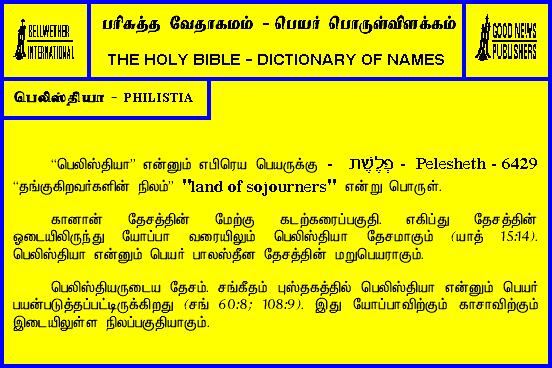 BELLWETHER
INTERNATIONAL
பரிசுத்த வேதாகமம் - பெயர் பொருள்விளக்கம்
THE HOLY BIBLE - DICTIONARY OF NAMES
GOOD NEWS
PUBLISHERS
பெலிஸ்தியா - PHILISTIA
“பெலிஸ்தியா” என்னும் எபிரெய பெயருக்கு - פְּלֶשֶׁת - Pelesheth - 6429
“தங்குகிறவர்களின் நிலம்” "land of sojourners" என்று பொருள்.
கானான் தேசத்தின் மேற்கு கடற்கரைப்பகுதி. எகிப்து தேசத்தின்
ஓடையிலிருந்து யோப்பா வரையிலும் பெலிஸ்தியா தேசமாகும் (யாத் 15:14).
பெலிஸ்தியா என்னும் பெயர் பாலஸ்தீன தேசத்தின் மறுபெயராகும்.
பெலிஸ்தியருடைய தேசம். சங்கீதம் புஸ்தகத்தில் பெலிஸ்தியா என்னும் பெயர்
பயன்படுத்தப்பட்டிருக்கிறது (சங் 60:8; 108:9). இது யோப்பாவிற்கும் காசாவிற்கும்
இடையிலுள்ள நிலப்பகுதியாகும்.